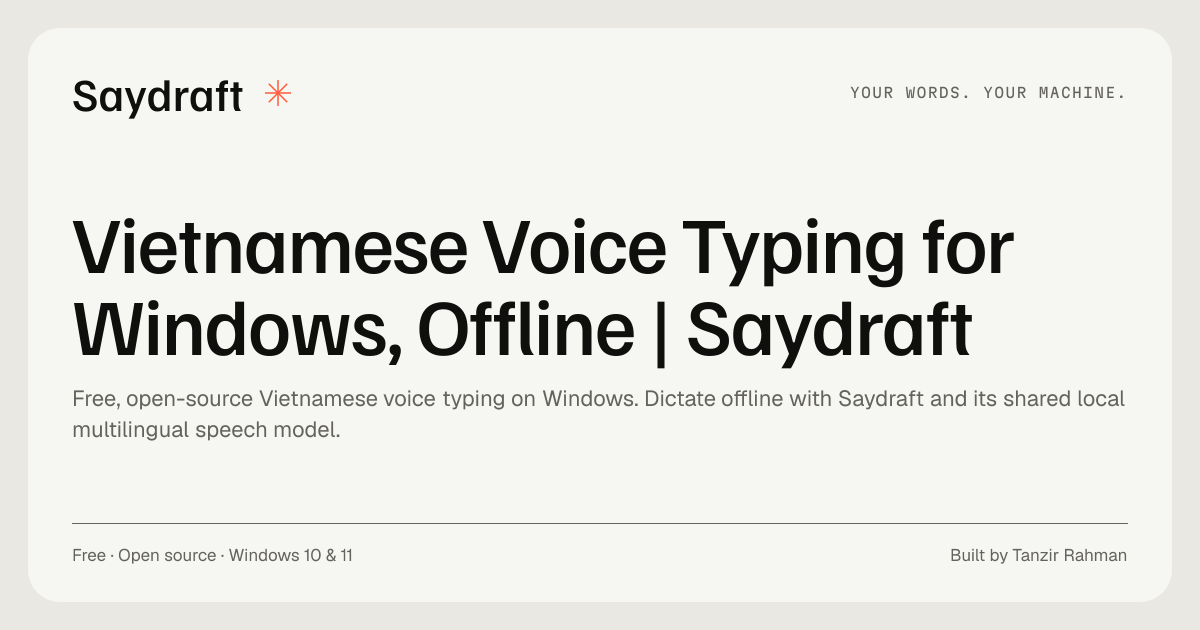 Saydraft
YOUR WORDS. YOUR MACHINE.
Vietnamese Voice Typing for
Windows, Offline | Saydraft
Free, open-source Vietnamese voice typing on Windows. Dictate offline with Saydraft and its shared local
multilingual speech model.
Free · Open source · Windows 10 & 11
Built by Tanzir Rahman